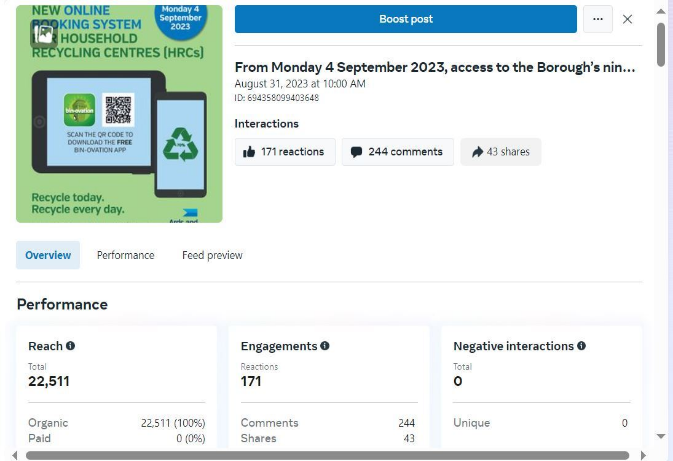 NEW ONLINE
BOOKING SYSTEM
FOR HOUSEHOLD
RECYCLING CENTRES (HRCs)
Monday 4
September
2023
bin-ovation
SCAN THE QR CODE TO
DOWNLOAD THE FREE
BIN-OVATION APP
Recycle today.
Recycle every day.
Ards and
Boost post
From Monday 4 September 2023, access to the Borough's nin...
August 31, 2023 at 10:00 AM
ID: 694358099403648
Interactions
171 reactions
244 comments
43 shares
Overview
Performance
Feed preview
Performance
Reach
Total
22,511
Organic 22,511 (100%)
Paid 0 (0%)
Engagements
Reactions
171
Comments 244
Shares 43
Negative interactions
Total
0
Unique 0